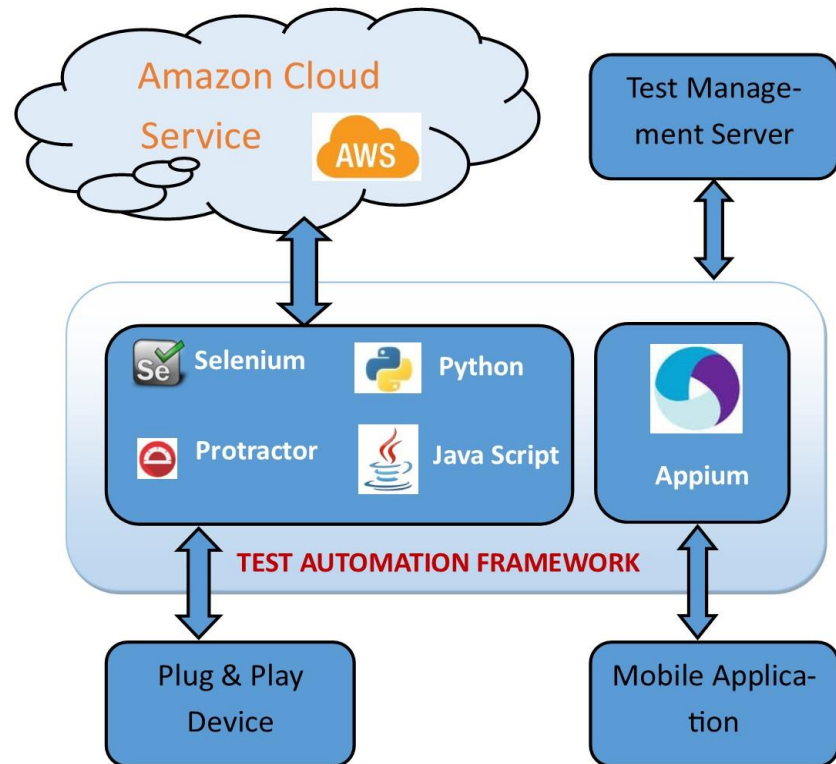 Amazon Cloud
Service
AWS
Test Manage-
ment Server
Se
Selenium
Python
Protractor
Java Script
Appium
TEST AUTOMATION FRAMEWORK
Plug & Play
Device
Mobile Applica-
tion